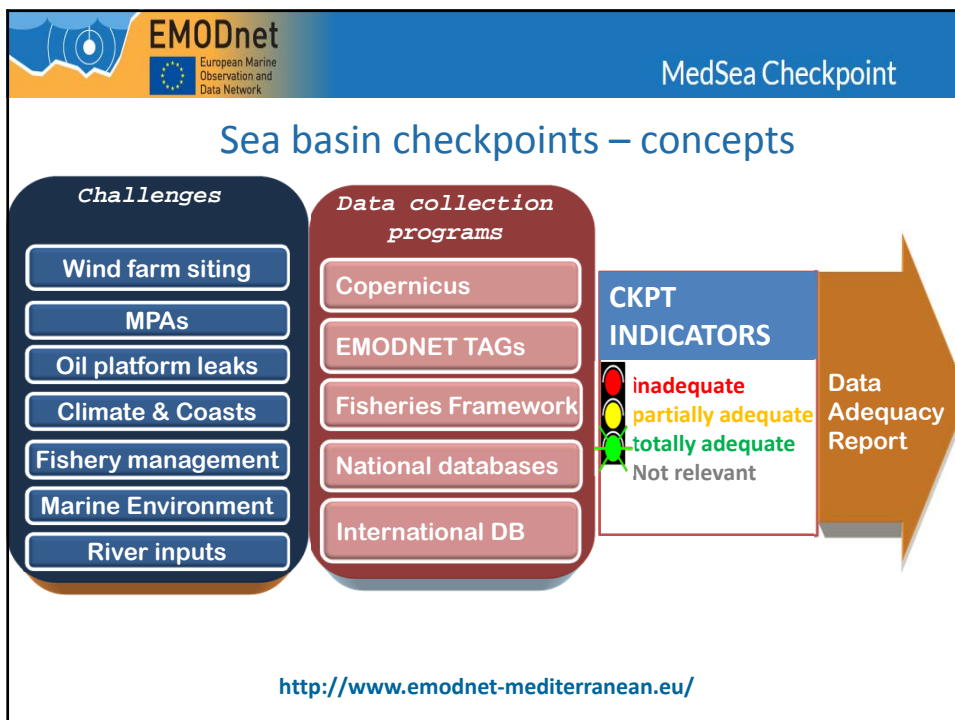 EMODnet
European Marine
Observation and
Data Network
MedSea Checkpoint
Sea basin checkpoints – concepts
Challenges
Wind farm siting
MPAs
Oil platform leaks
Climate & Coasts
Fishery management
Marine Environment
River inputs
Data collection
programs
Copernicus
EMODNET TAGs
Fisheries Framework
National databases
International DB
CKPT
INDICATORS
inadequate
partially adequate
totally adequate
Not relevant
Data
Adequacy
Report
http://www.emodnet-mediterranean.eu/